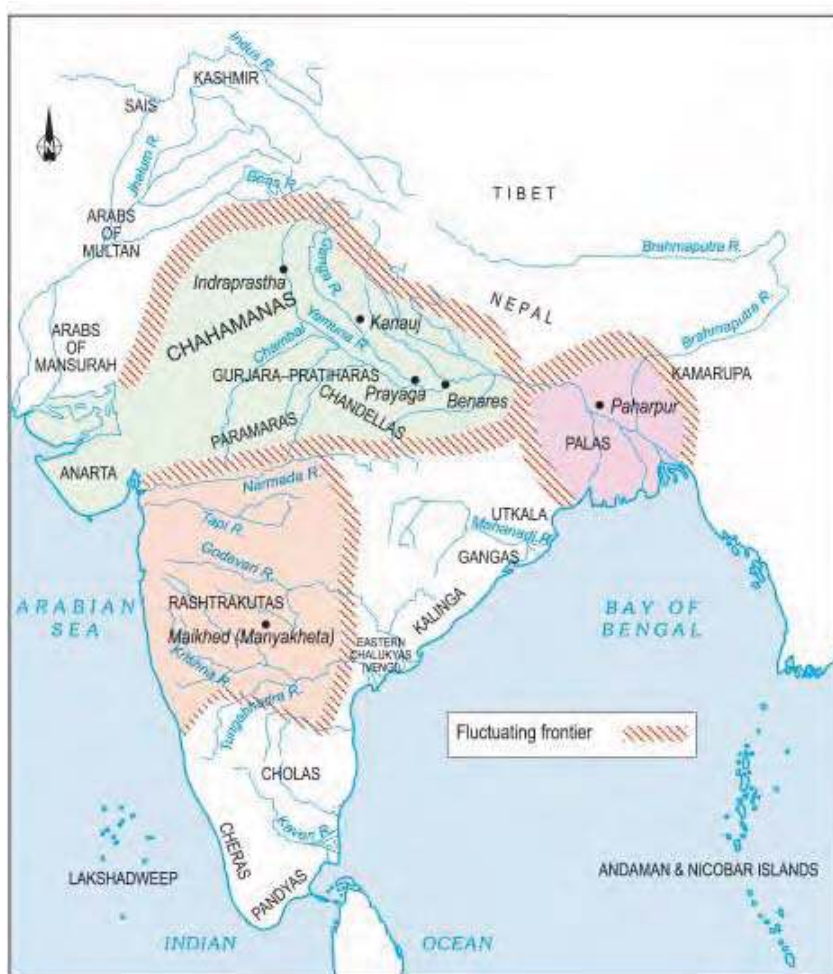 Indus R.
KASHMIR
SAIS
N
Jhelum R.
Beas R.
TIBET
ARABS
OF
MULTAN
Brahmaputra R.
Indraprastha
Ganga R.
NEPAL
CHAHAMANAS
Kanauj
Brahmaputra R.
ARABS
OF
MANSURAH
Chambal
Yamuna R.
KAMARUPA
GURJARA–PRATIHARAS
Prayaga
Benares
Paharpur
CHANDELLAS
PARAMARAS
PALAS
ANARTA
Narmada R.
UTKALA
Tapi R.
Mahanadi R.
GANGAS
Godavari R.
ARABIAN
SEA
RASHTRAKUTAS
KALINGA
BAY OF
BENGAL
Malkhed (Manyakheta)
EASTERN
CHALUKYAS
(VENGI)
Krishna R.
Tungabhadra R.
Fluctuating frontier
CHOLAS
Kaveri R.
CHERAS
LAKSHADWEEP
PANDYAS
ANDAMAN & NICOBAR ISLANDS
INDIAN
OCEAN